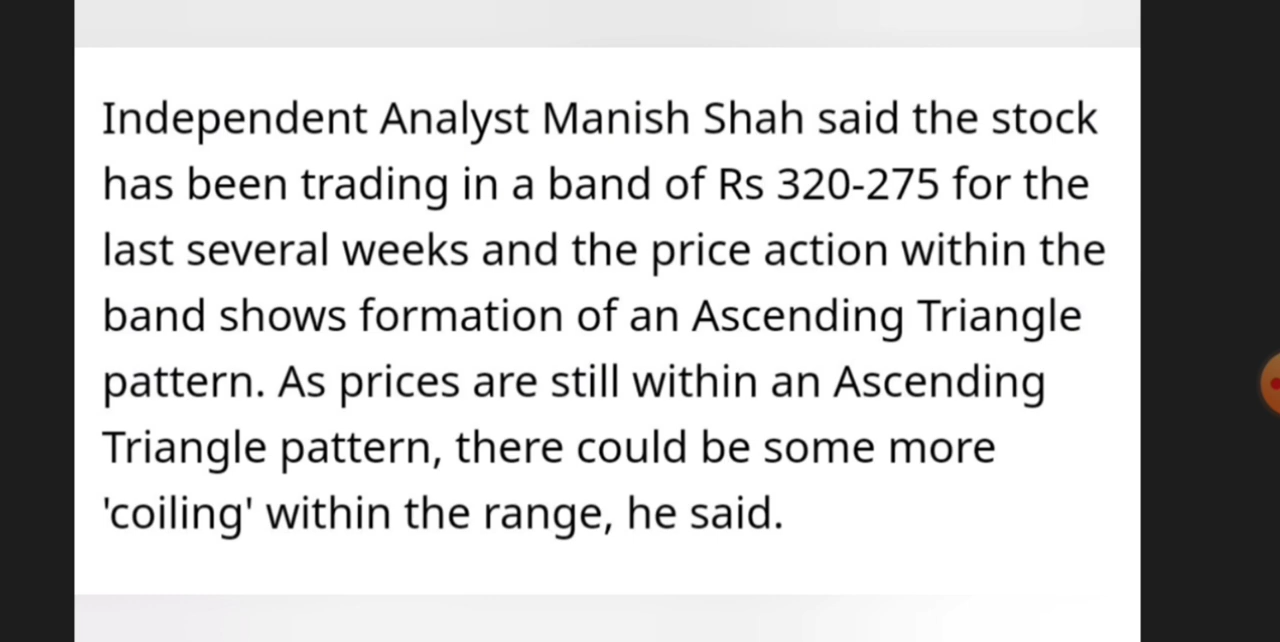 Independent Analyst Manish Shah said the stock
has been trading in a band of Rs 320-275 for the
last several weeks and the price action within the
band shows formation of an Ascending Triangle
pattern. As prices are still within an Ascending
Triangle pattern, there could be some more
'coiling' within the range, he said.